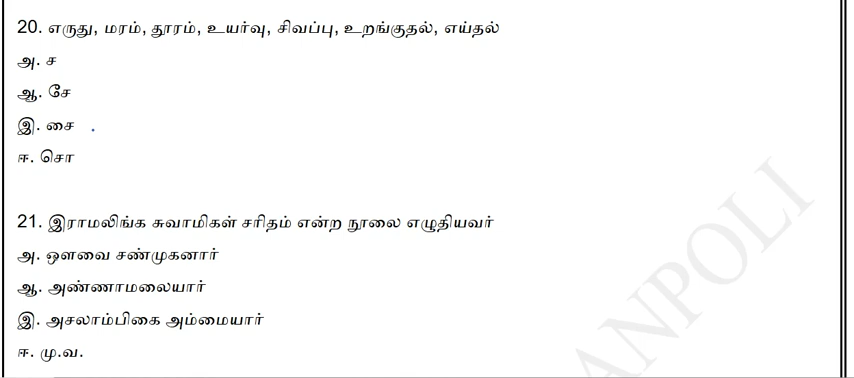 20. எருது, மரம், தூரம், உயர்வு, சிவப்பு, உறங்குதல், எய்தல்
அ. ச
ஆ. சே
இ. சை .
ஈ. சொ
21. இராமலிங்க சுவாமிகள் சரிதம் என்ற நூலை எழுதியவர்
அ. ஔவை சண்முகனார்
ஆ. அண்ணாமலையார்
இ. அசலாம்பிகை அம்மையார்
ஈ. மு.வ.
ANPOLI